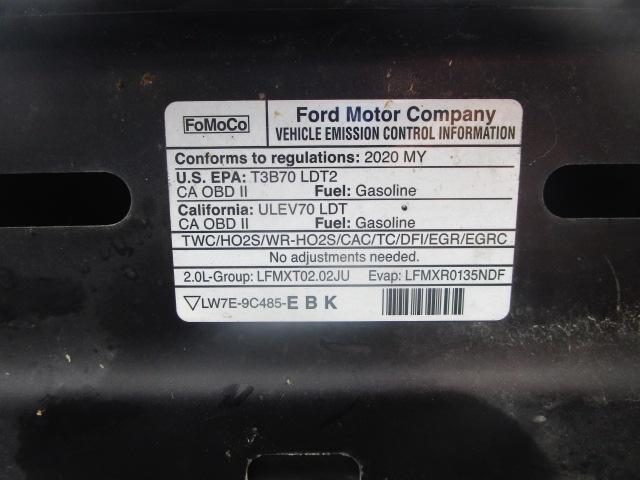 FoMoCo
Ford Motor Company
VEHICLE EMISSION CONTROL INFORMATION
Conforms to regulations: 2020 MY
U.S. EPA: T3B70 LDT2
CA OBD II Fuel: Gasoline
California: ULEV70 LDT
CA OBD II Fuel: Gasoline
TWC/HO2S/WR-HO2S/CAC/TC/DFI/EGR/EGRC
No adjustments needed.
2.0L-Group: LFMXT02.02JU Evap: LFMXR0135NDF
LW7E-9C485-E B K